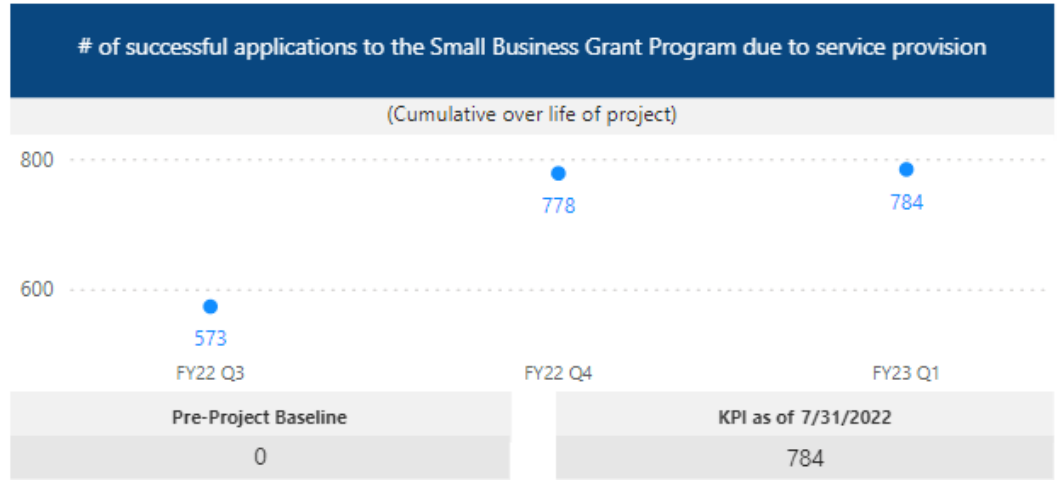 # of successful applications to the Small Business Grant Program due to service provision
(Cumulative over life of project)
800
778
784
600
573
FY22 Q3
FY22 Q4
FY23 Q1
Pre-Project Baseline
KPI as of 7/31/2022
0
784